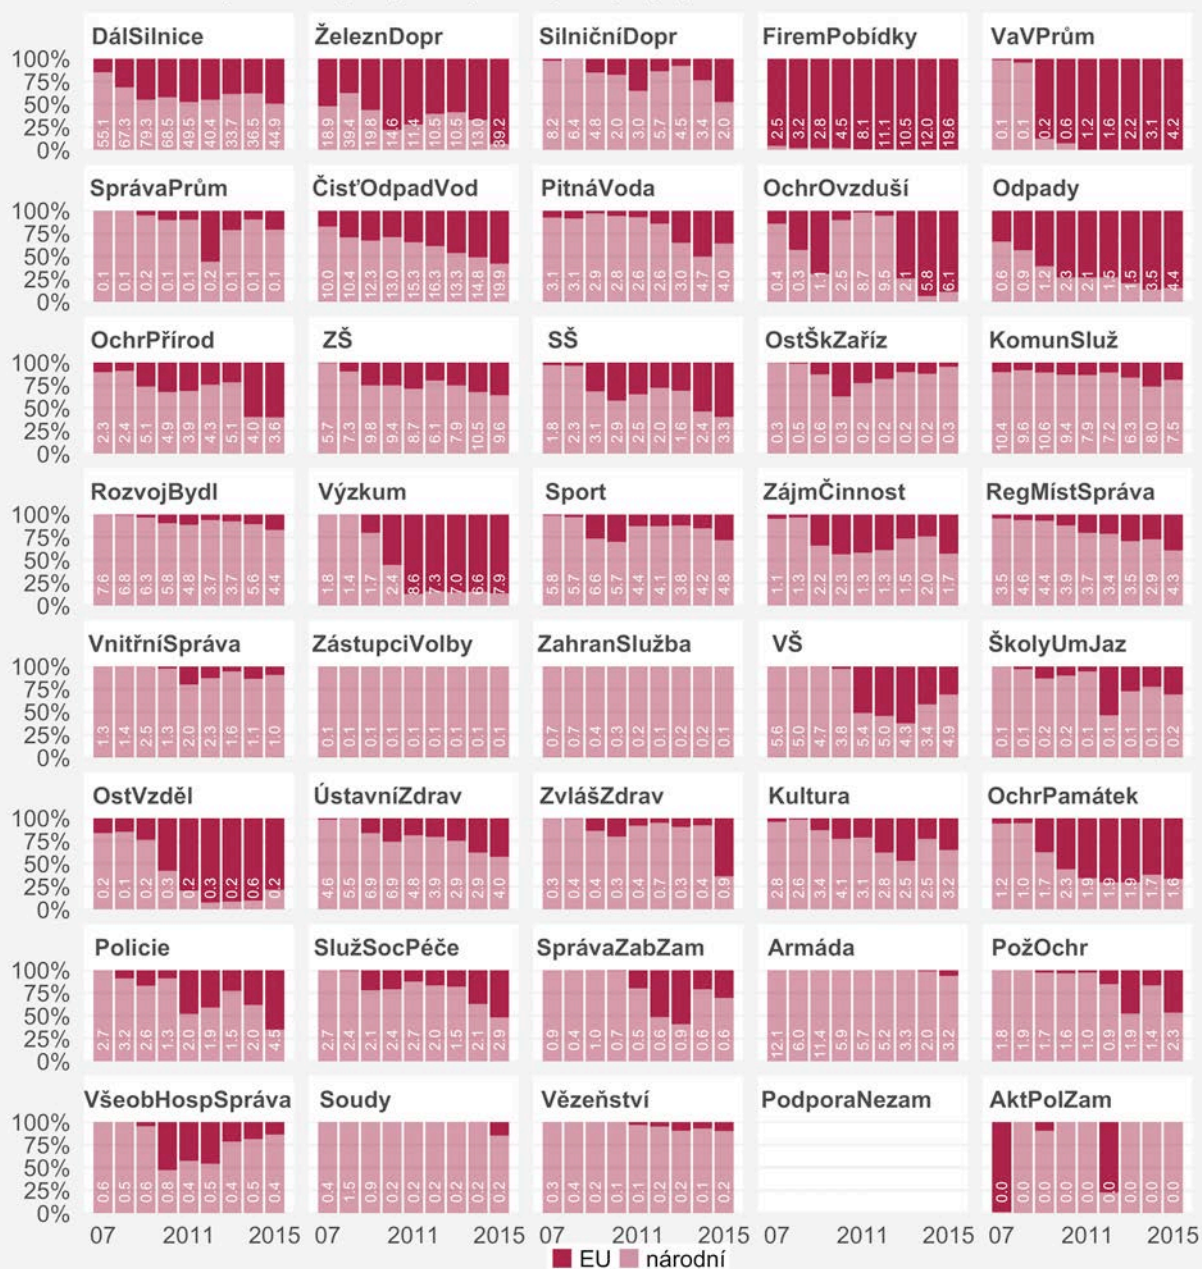 DálSilnice ŽeleznDopr SilničníDopr FiremPobídky VaVPrům
100%
75%
50%
25%
0%
55.1 67.3 79.3 68.5 49.5 40.4 33.7 36.5 44.9
18.9 39.4 19.8 14.6 11.4 10.5 10.5 13.0 39.2
8.2 6.4 4.8 2.0 3.0 5.7 4.5 3.4 2.0
2.5 3.2 2.8 4.5 8.1 11.1 10.5 12.0 19.6
0.1 0.1 0.2 0.6 1.2 1.6 2.2 3.1 4.2
SprávaPrům ČisťOdpadVod PitnáVoda OchrOvzduší Odpady
100%
75%
50%
25%
0%
0.1 0.1 0.2 0.1 0.1 0.2 0.1 0.1 0.1
10.0 10.4 12.3 13.0 15.3 16.3 13.3 14.8 19.9
3.1 3.1 2.9 2.8 2.6 2.6 3.0 4.7 4.0
0.4 0.3 1.1 2.5 8.7 9.5 2.1 5.8 6.1
0.6 0.9 1.2 2.3 2.1 1.5 1.5 3.5 4.4
OchrPřírod ZŠ SŠ OstŠkZaříz KomunSluž
100%
75%
50%
25%
0%
2.3 2.4 5.1 4.9 3.9 4.3 5.1 4.0 3.6
5.7 7.3 9.8 9.4 8.7 6.1 7.9 10.5 9.6
1.8 2.3 3.1 2.9 2.5 2.0 1.6 2.4 3.3
0.3 0.5 0.6 0.3 0.2 0.2 0.2 0.2 0.3
10.4 9.6 10.6 9.4 7.9 7.2 6.3 8.0 7.5
RozvojBydl Výzkum Sport ZájmČinnost RegMístSpráva
100%
75%
50%
25%
0%
7.6 6.8 6.3 5.8 4.8 3.7 3.7 5.6 4.4
1.8 1.4 1.7 2.4 8.6 7.3 7.0 6.6 7.9
5.8 5.7 6.6 5.7 4.4 4.1 3.8 4.2 4.8
1.1 1.3 2.2 2.3 1.3 1.3 1.5 2.0 1.7
3.5 4.6 4.4 3.9 3.7 3.4 3.5 2.9 4.3
VnitřníSpráva ZástupciVolby ZahranSlužba VŠ ŠkolyUmJaz
100%
75%
50%
25%
0%
1.3 1.4 2.5 1.3 2.0 2.3 1.6 1.1 1.0
0.1 0.1 0.1 0.1 0.1 0.1 0.1 0.1 0.1
0.7 0.7 0.4 0.3 0.2 0.2 0.2 0.2 0.1
5.6 5.0 4.7 3.8 5.4 5.0 4.3 3.4 4.9
0.1 0.1 0.2 0.2 0.1 0.1 0.1 0.1 0.2
OstVzděl ÚstavníZdrav ZvlášZdrav Kultura OchrPamátek
100%
75%
50%
25%
0%
0.2 0.1 0.2 0.3 0.2 0.3 0.2 0.6 0.2
4.6 5.5 6.9 6.9 4.8 3.9 2.9 2.9 4.0
0.3 0.4 0.4 0.3 0.4 0.7 0.3 0.4 0.9
2.8 2.6 3.4 4.1 3.1 2.8 2.5 2.5 3.2
1.2 1.0 1.7 2.3 1.9 1.9 1.9 1.7 1.6
Policie SlužSocPéče SprávaZabZam Armáda PožOchr
100%
75%
50%
25%
0%
2.7 3.2 2.6 1.3 2.0 1.9 1.5 2.0 4.5
2.7 2.4 2.1 2.4 2.7 2.0 1.5 2.1 2.9
0.9 0.4 1.0 0.7 0.5 0.6 0.9 0.6 0.6
12.1 6.0 11.4 5.9 5.7 5.2 3.3 2.0 3.2
1.8 1.9 1.7 1.6 1.0 0.9 1.9 1.4 2.3
VšeobHospSpráva Soudy Vězeňství PodporaNezam AktPolZam
100%
75%
50%
25%
0%
0.6 0.5 0.6 0.8 0.4 0.5 0.4 0.5 0.4
0.4 1.5 0.9 0.2 0.2 0.2 0.2 0.2 0.2
0.3 0.4 0.2 0.1 0.1 0.2 0.1 0.1 0.2
0.0 0.0 0.0 0.0 0.0 0.0 0.0 0.0 0.0
07 2011 2015 07 2011 2015 07 2011 2015 07 2011 2015 07 2011 2015
EU národní